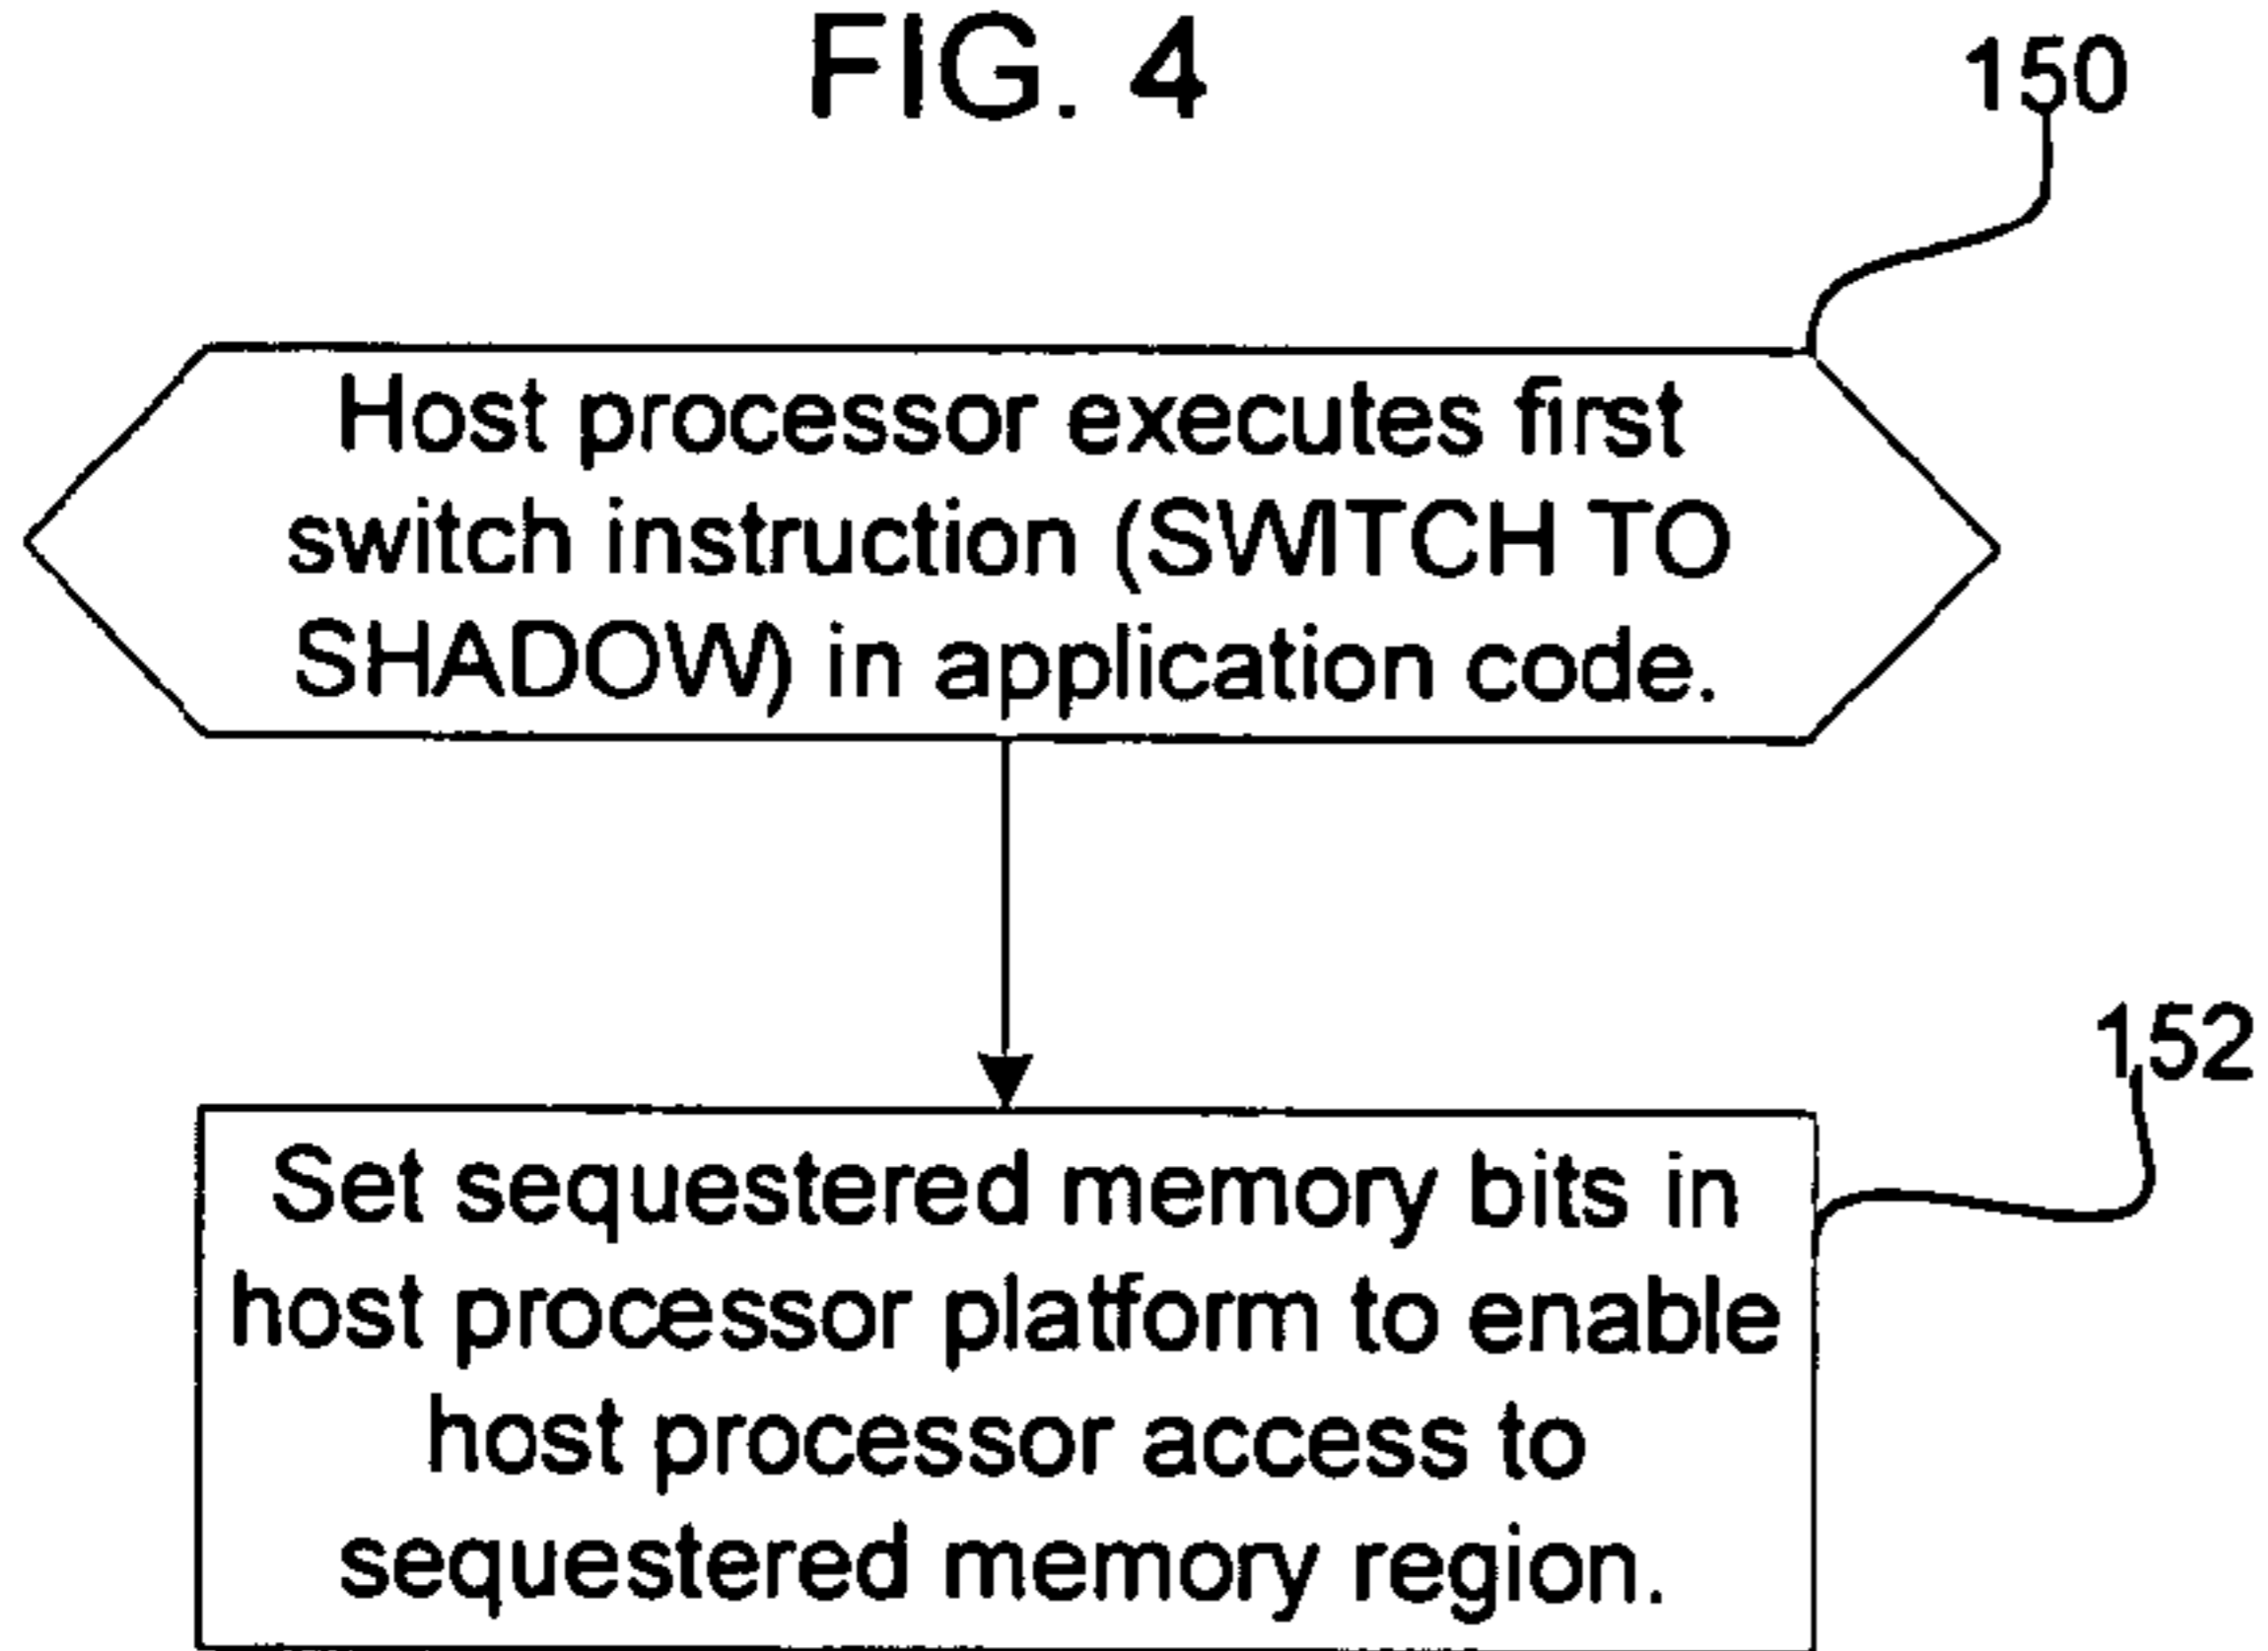 FIG. 4
150
Host processor executes first
switch instruction (SWITCH TO
SHADOW) in application code.
152
Set sequestered memory bits in
host processor platform to enable
host processor access to
sequestered memory region.